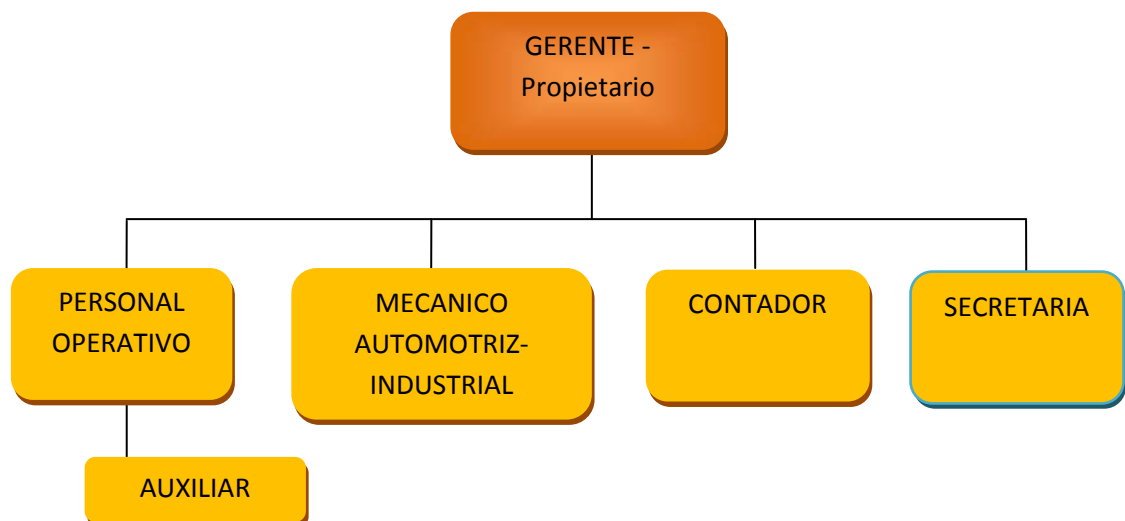 GERENTE -
Propietario
PERSONAL
OPERATIVO
MECANICO
AUTOMOTRIZ-
INDUSTRIAL
CONTADOR
SECRETARIA
AUXILIAR